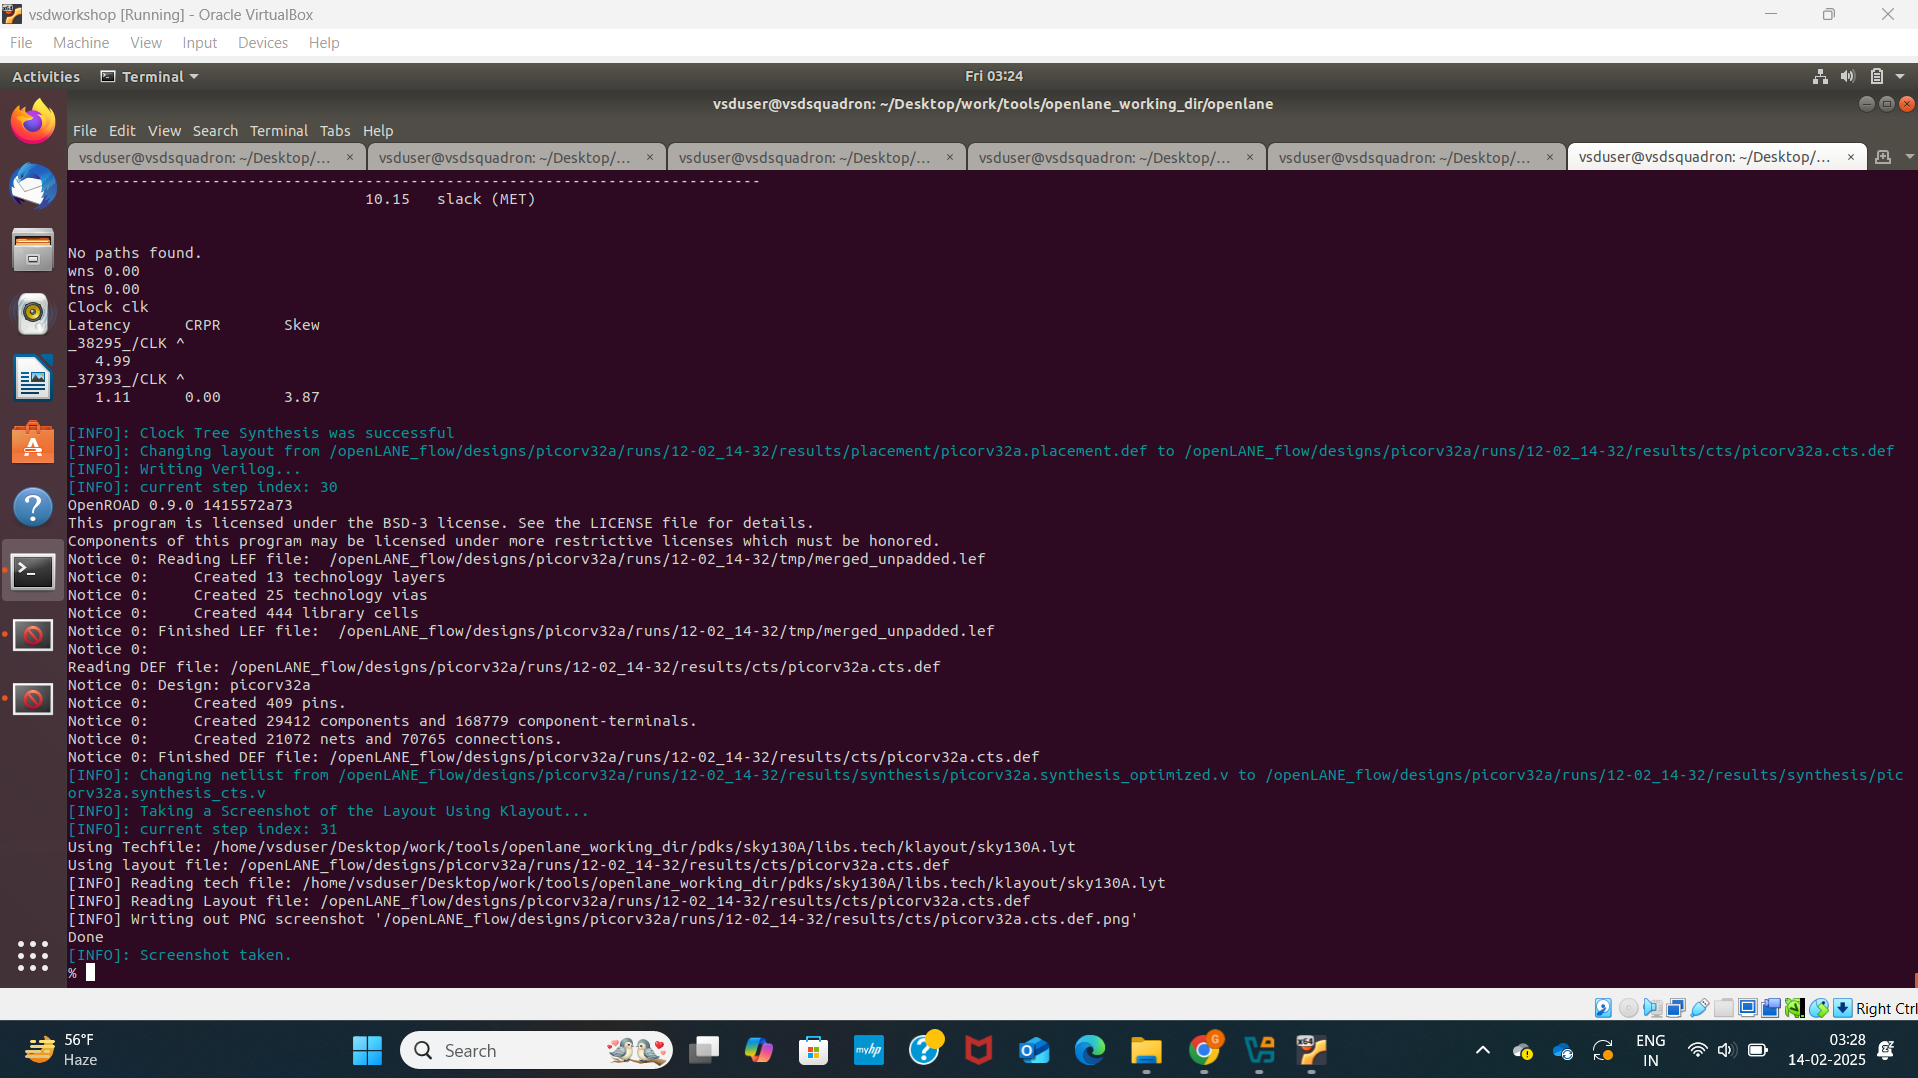 vsdworkshop [Running] - Oracle VirtualBox
File Machine View Input Devices Help
Activities Terminal Fri 03:24
vsduser@vsdsquadron: ~/Desktop/work/tools/openlane_working_dir/openlane
File Edit View Search Terminal Tabs Help
vsduser@vsdsquadron: ~/Desktop/... × vsduser@vsdsquadron: ~/Desktop/... × vsduser@vsdsquadron: ~/Desktop/... × vsduser@vsdsquadron: ~/Desktop/... × vsduser@vsdsquadron: ~/Desktop/... × vsduser@vsdsquadron: ~/Desktop/... ×
-----------------------------------------------------------------------------
10.15 slack (MET)
No paths found.
wns 0.00
tns 0.00
Clock clk
Latency CRPR Skew
_38295_/CLK ^
4.99
_37393_/CLK ^
1.11 0.00 3.87
[INFO]: Clock Tree Synthesis was successful
[INFO]: Changing layout from /openLANE_flow/designs/picorv32a/runs/12-02_14-32/results/placement/picorv32a.placement.def to /openLANE_flow/designs/picorv32a/runs/12-02_14-32/results/cts/picorv32a.cts.def
[INFO]: Writing Verilog...
[INFO]: current step index: 30
OpenROAD 0.9.0 1415572a73
This program is licensed under the BSD-3 license. See the LICENSE file for details.
Components of this program may be licensed under more restrictive licenses which must be honored.
Notice 0: Reading LEF file: /openLANE_flow/designs/picorv32a/runs/12-02_14-32/tmp/merged_unpadded.lef
Notice 0: Created 13 technology layers
Notice 0: Created 25 technology vias
Notice 0: Created 444 library cells
Notice 0: Finished LEF file: /openLANE_flow/designs/picorv32a/runs/12-02_14-32/tmp/merged_unpadded.lef
Notice 0:
Reading DEF file: /openLANE_flow/designs/picorv32a/runs/12-02_14-32/results/cts/picorv32a.cts.def
Notice 0: Design: picorv32a
Notice 0: Created 409 pins.
Notice 0: Created 29412 components and 168779 component-terminals.
Notice 0: Created 21072 nets and 70765 connections.
Notice 0: Finished DEF file: /openLANE_flow/designs/picorv32a/runs/12-02_14-32/results/cts/picorv32a.cts.def
[INFO]: Changing netlist from /openLANE_flow/designs/picorv32a/runs/12-02_14-32/results/synthesis/picorv32a.synthesis_optimized.v to /openLANE_flow/designs/picorv32a/runs/12-02_14-32/results/synthesis/pic
orv32a.synthesis_cts.v
[INFO]: Taking a Screenshot of the Layout Using Klayout...
[INFO]: current step index: 31
Using Techfile: /home/vsduser/Desktop/work/tools/openlane_working_dir/pdks/sky130A/libs.tech/klayout/sky130A.lyt
Using layout file: /openLANE_flow/designs/picorv32a/runs/12-02_14-32/results/cts/picorv32a.cts.def
[INFO] Reading tech file: /home/vsduser/Desktop/work/tools/openlane_working_dir/pdks/sky130A/libs.tech/klayout/sky130A.lyt
[INFO] Reading Layout file: /openLANE_flow/designs/picorv32a/runs/12-02_14-32/results/cts/picorv32a.cts.def
[INFO] Writing out PNG screenshot '/openLANE_flow/designs/picorv32a/runs/12-02_14-32/results/cts/picorv32a.cts.def.png'
Done
[INFO]: Screenshot taken.
%
Right Ctrl
56°F
Haze
Search
myhp
G
x64
ENG
IN
03:28
14-02-2025